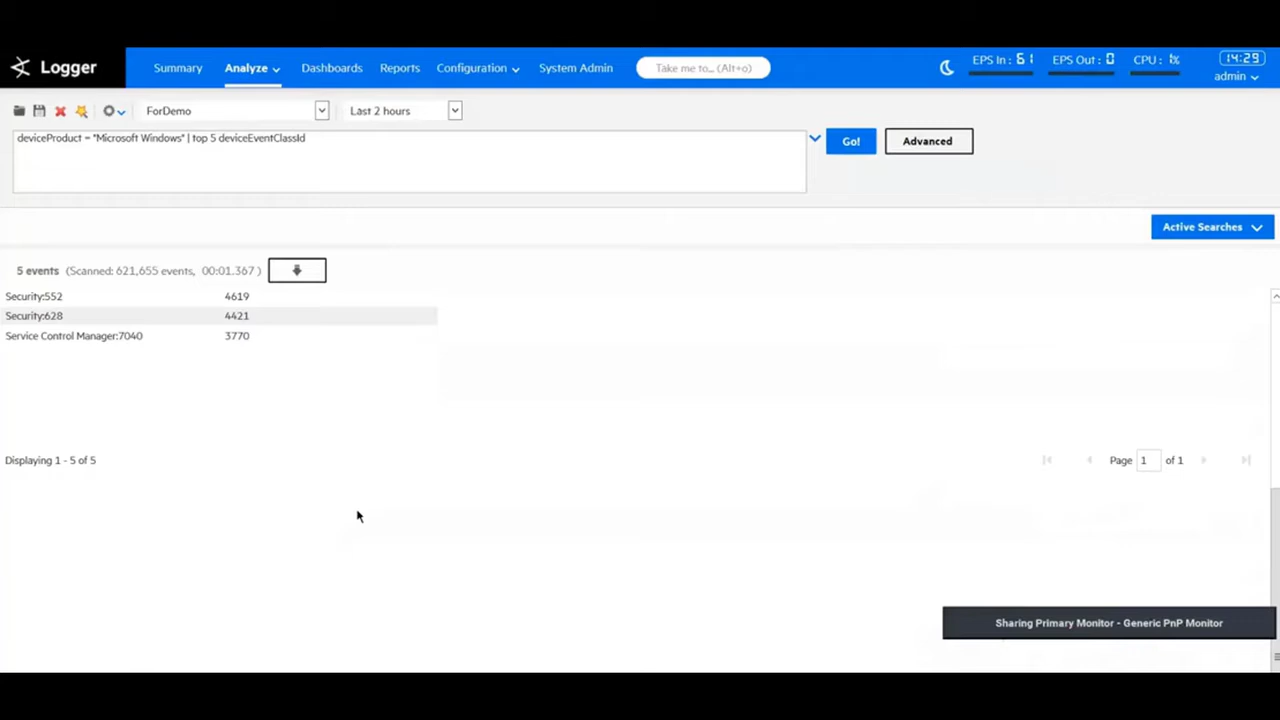 Logger
Summary
Analyze
Dashboards
Reports
Configuration
System Admin
Take me to... (Alt+o)
EPS In : 61
EPS Out : 0
CPU : 1%
14:29
admin
ForDemo
Last 2 hours
deviceProduct = "Microsoft Windows" | top 5 deviceEventClassId
Go!
Advanced
Active Searches
5 events (Scanned: 621,655 events, 00:01.367 )
Security:552 4619
Security:628 4421
Service Control Manager:7040 3770
Displaying 1 - 5 of 5
Page 1 of 1
Sharing Primary Monitor - Generic PnP Monitor